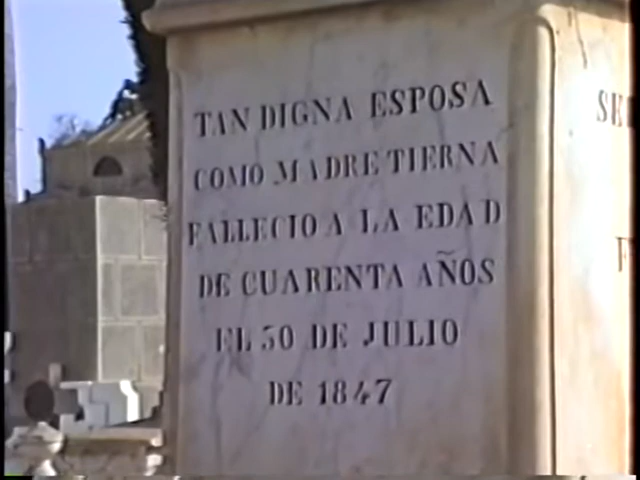 TAN DIGNA ESPOSA
COMO MADRE TIERNA
FALLECIO A LA EDAD
DE CUARENTA AÑOS
EL 30 DE JULIO
DE 1847